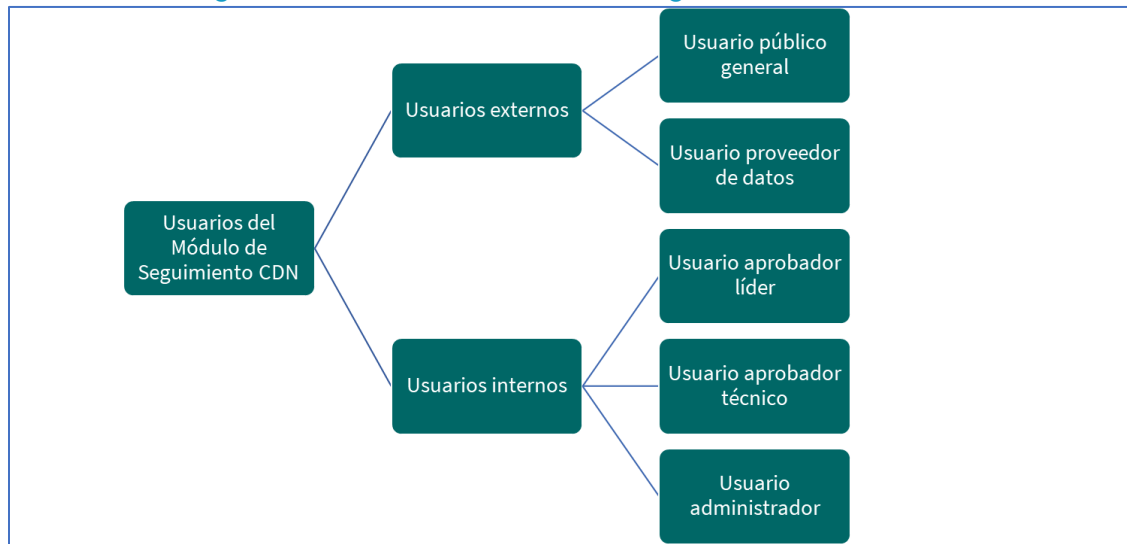 Usuario público
general
Usuarios externos
Usuario proveedor
de datos
Usuarios del
Módulo de
Seguimiento CDN
Usuario aprobador
líder
Usuarios internos
Usuario aprobador
técnico
Usuario
administrador